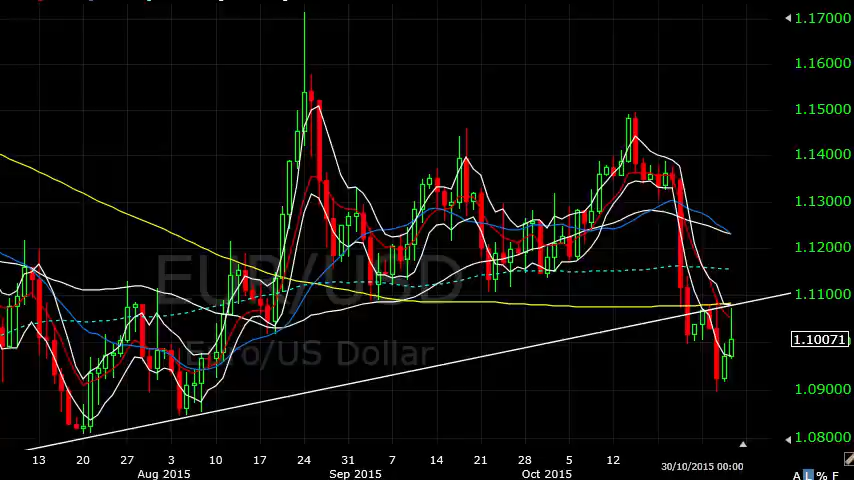 1.17000
1.16000
1.15000
1.14000
1.13000
1.12000
1.11000
1.10071
1.09000
1.08000
EUR/USD
Euro/US Dollar
13 20 27 3 10 17 24 31 7 14 21 28 5 12
Aug 2015 Sep 2015 Oct 2015 30/10/2015 00:00
A L % F